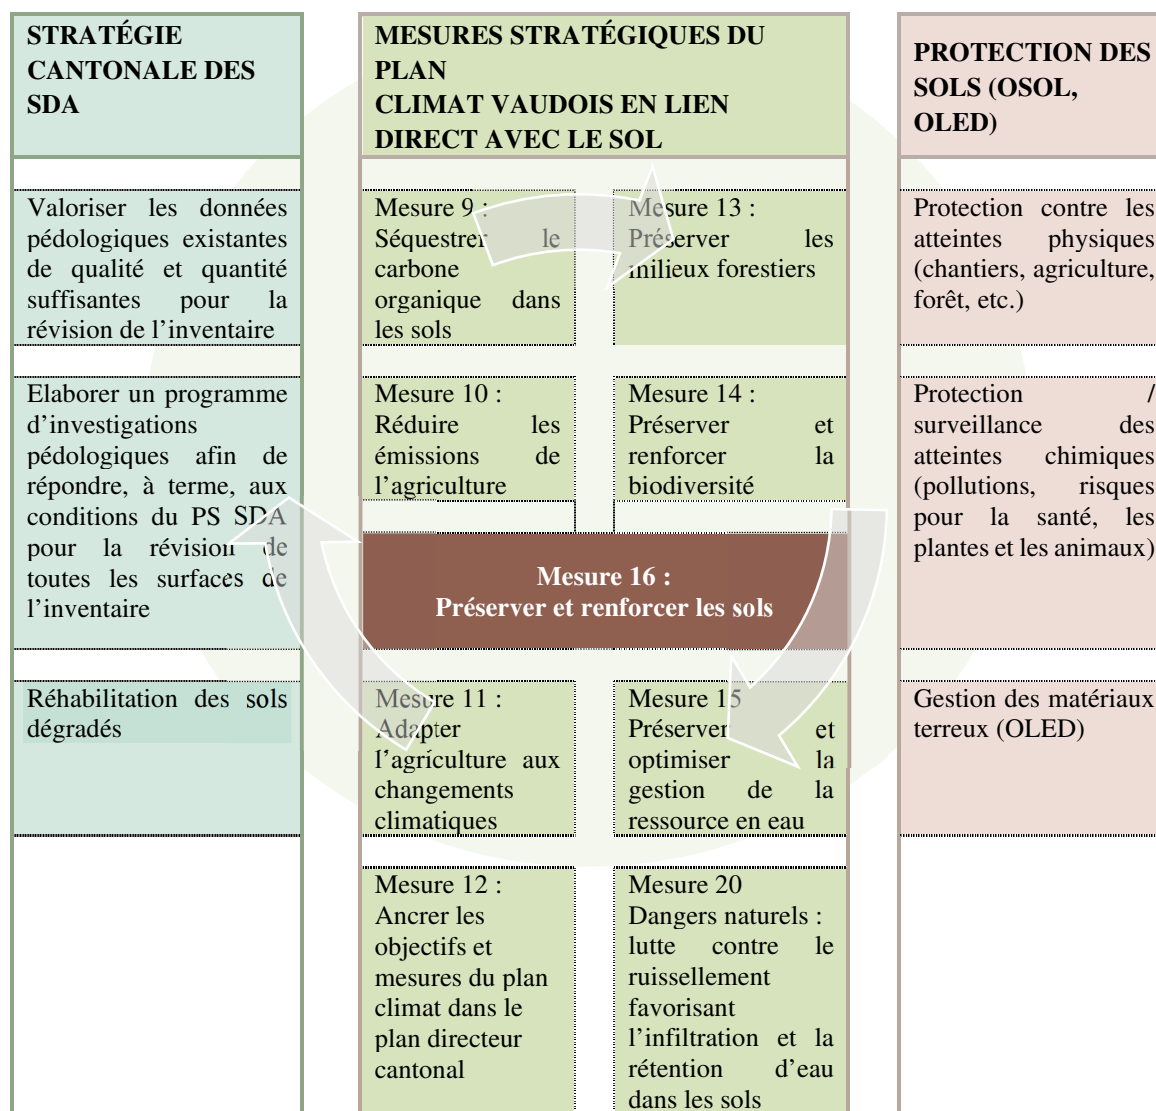 STRATÉGIE
CANTONALE DES
SDA
Valoriser les données
pédologiques existantes
de qualité et quantité
suffisantes pour la
révision de l’inventaire
Elaborer un programme
d’investigations
pédologiques afin de
répondre, à terme, aux
conditions du PS SDA
pour la révision de
toutes les surfaces de
l’inventaire
Réhabilitation des sols
dégradés
MESURES STRATÉGIQUES DU
PLAN
CLIMAT VAUDOIS EN LIEN
DIRECT AVEC LE SOL
Mesure 9 :
Séquestrer le
carbone
organique dans
les sols
Mesure 13 :
Préserver les
milieux forestiers
Mesure 10 :
Réduire les
émissions de
l’agriculture
Mesure 14 :
Préserver et
renforcer la
biodiversité
Mesure 16 :
Préserver et renforcer les sols
Mesure 11 :
Adapter
l’agriculture aux
changements
climatiques
Mesure 15
Préserver et
optimiser la
gestion de la
ressource en eau
Mesure 12 :
Ancrer les
objectifs et
mesures du plan
climat dans le
plan directeur
cantonal
Mesure 20
Dangers naturels :
lutte contre le
ruissellement
favorisant
l’infiltration et la
rétention d’eau
dans les sols
PROTECTION DES
SOLS (OSOL,
OLED)
Protection contre les
atteintes physiques
(chantiers, agriculture,
forêt, etc.)
Protection /
surveillance des
atteintes chimiques
(pollutions, risques
pour la santé, les
plantes et les animaux)
Gestion des matériaux
terreux (OLED)